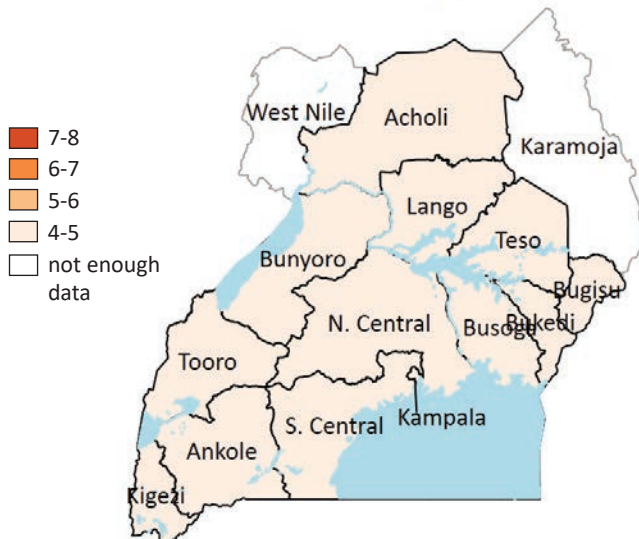 7-8
6-7
5-6
4-5
not enough
data
West Nile
Acholi
Karamoja
Lango
Teso
Bunyoro
Bugisu
N. Central
Busoga
Bukedi
Tooro
S. Central
Kampala
Ankole
Kigezi